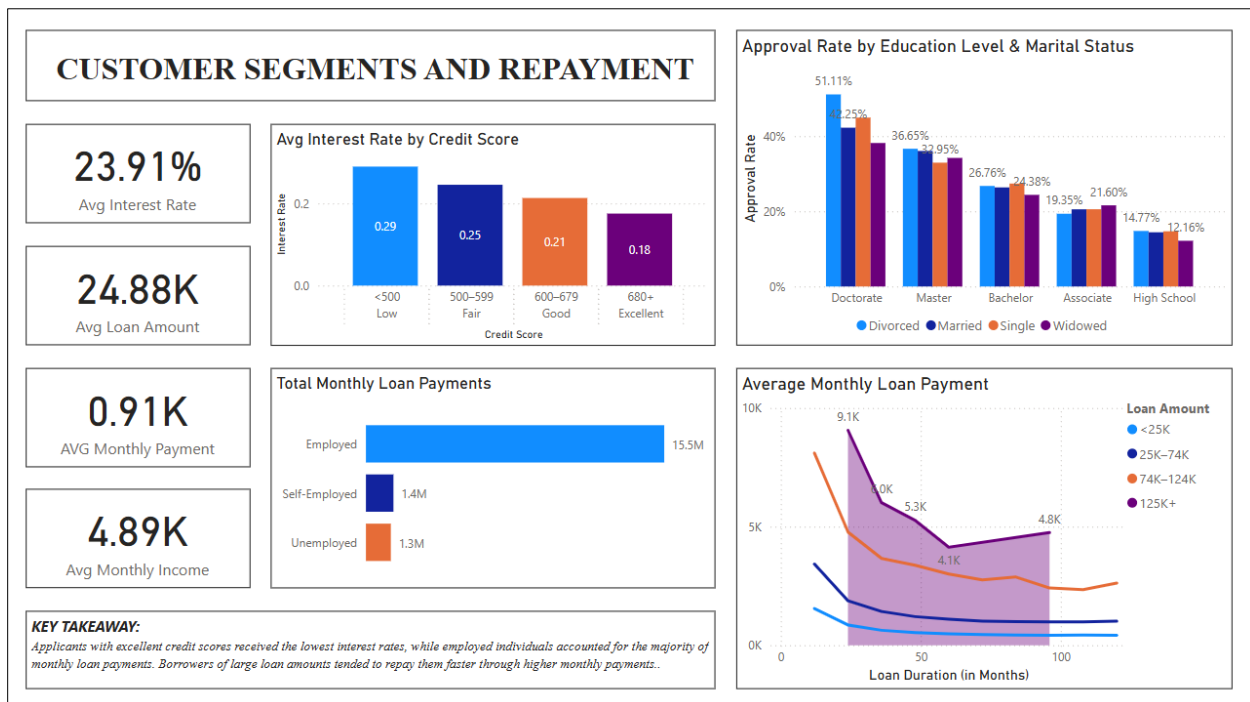 CUSTOMER SEGMENTS AND REPAYMENT
23.91%
Avg Interest Rate
24.88K
Avg Loan Amount
0.91K
AVG Monthly Payment
4.89K
Avg Monthly Income
Avg Interest Rate by Credit Score
Interest Rate
0.2
0.0
0.29
0.25
0.21
0.18
<500
500–599
600–679
680+
Low
Fair
Good
Excellent
Credit Score
Total Monthly Loan Payments
Employed
15.5M
Self-Employed
1.4M
Unemployed
1.3M
Approval Rate by Education Level & Marital Status
Approval Rate
40%
20%
0%
51.11%
42.25%
36.65%
32.95%
26.76%
24.38%
19.35%
21.60%
14.77%
12.16%
Doctorate
Master
Bachelor
Associate
High School
Divorced
Married
Single
Widowed
Average Monthly Loan Payment
10K
5K
0K
9.1K
6.0K
5.3K
4.1K
4.8K
0
50
100
Loan Duration (in Months)
Loan Amount
<25K
25K–74K
74K–124K
125K+
KEY TAKEAWAY:
Applicants with excellent credit scores received the lowest interest rates, while employed individuals accounted for the majority of
monthly loan payments. Borrowers of large loan amounts tended to repay them faster through higher monthly payments..